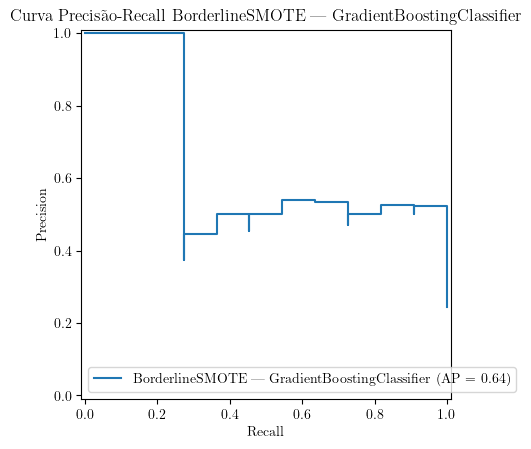 Curva Precisão-Recall BorderlineSMOTE — GradientBoostingClassifier
1.0
0.8
0.6
0.4
0.2
0.0
Precision
BorderlineSMOTE — GradientBoostingClassifier (AP = 0.64)
0.0 0.2 0.4 0.6 0.8 1.0
Recall